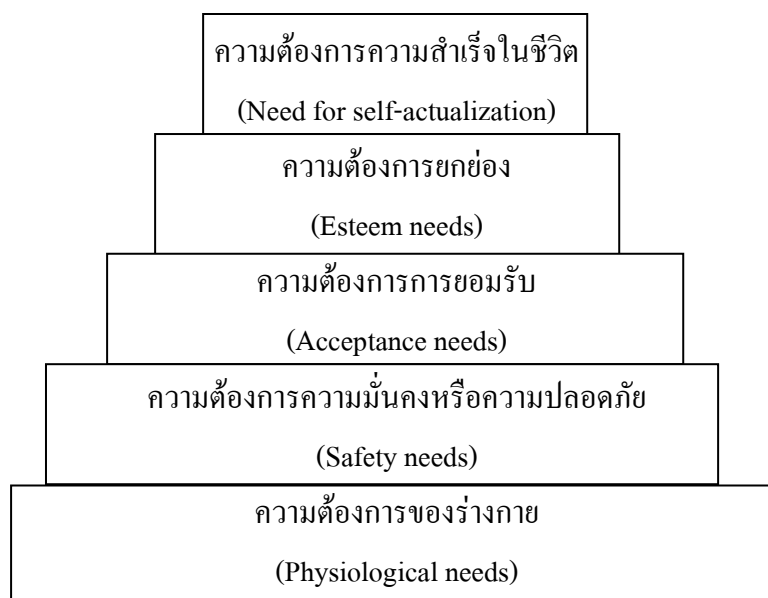 ความต้องการความสำเร็จในชีวิต
(Need for self-actualization)
ความต้องการยกย่อง
(Esteem needs)
ความต้องการการยอมรับ
(Acceptance needs)
ความต้องการความมั่นคงหรือความปลอดภัย
(Safety needs)
ความต้องการของร่างกาย
(Physiological needs)